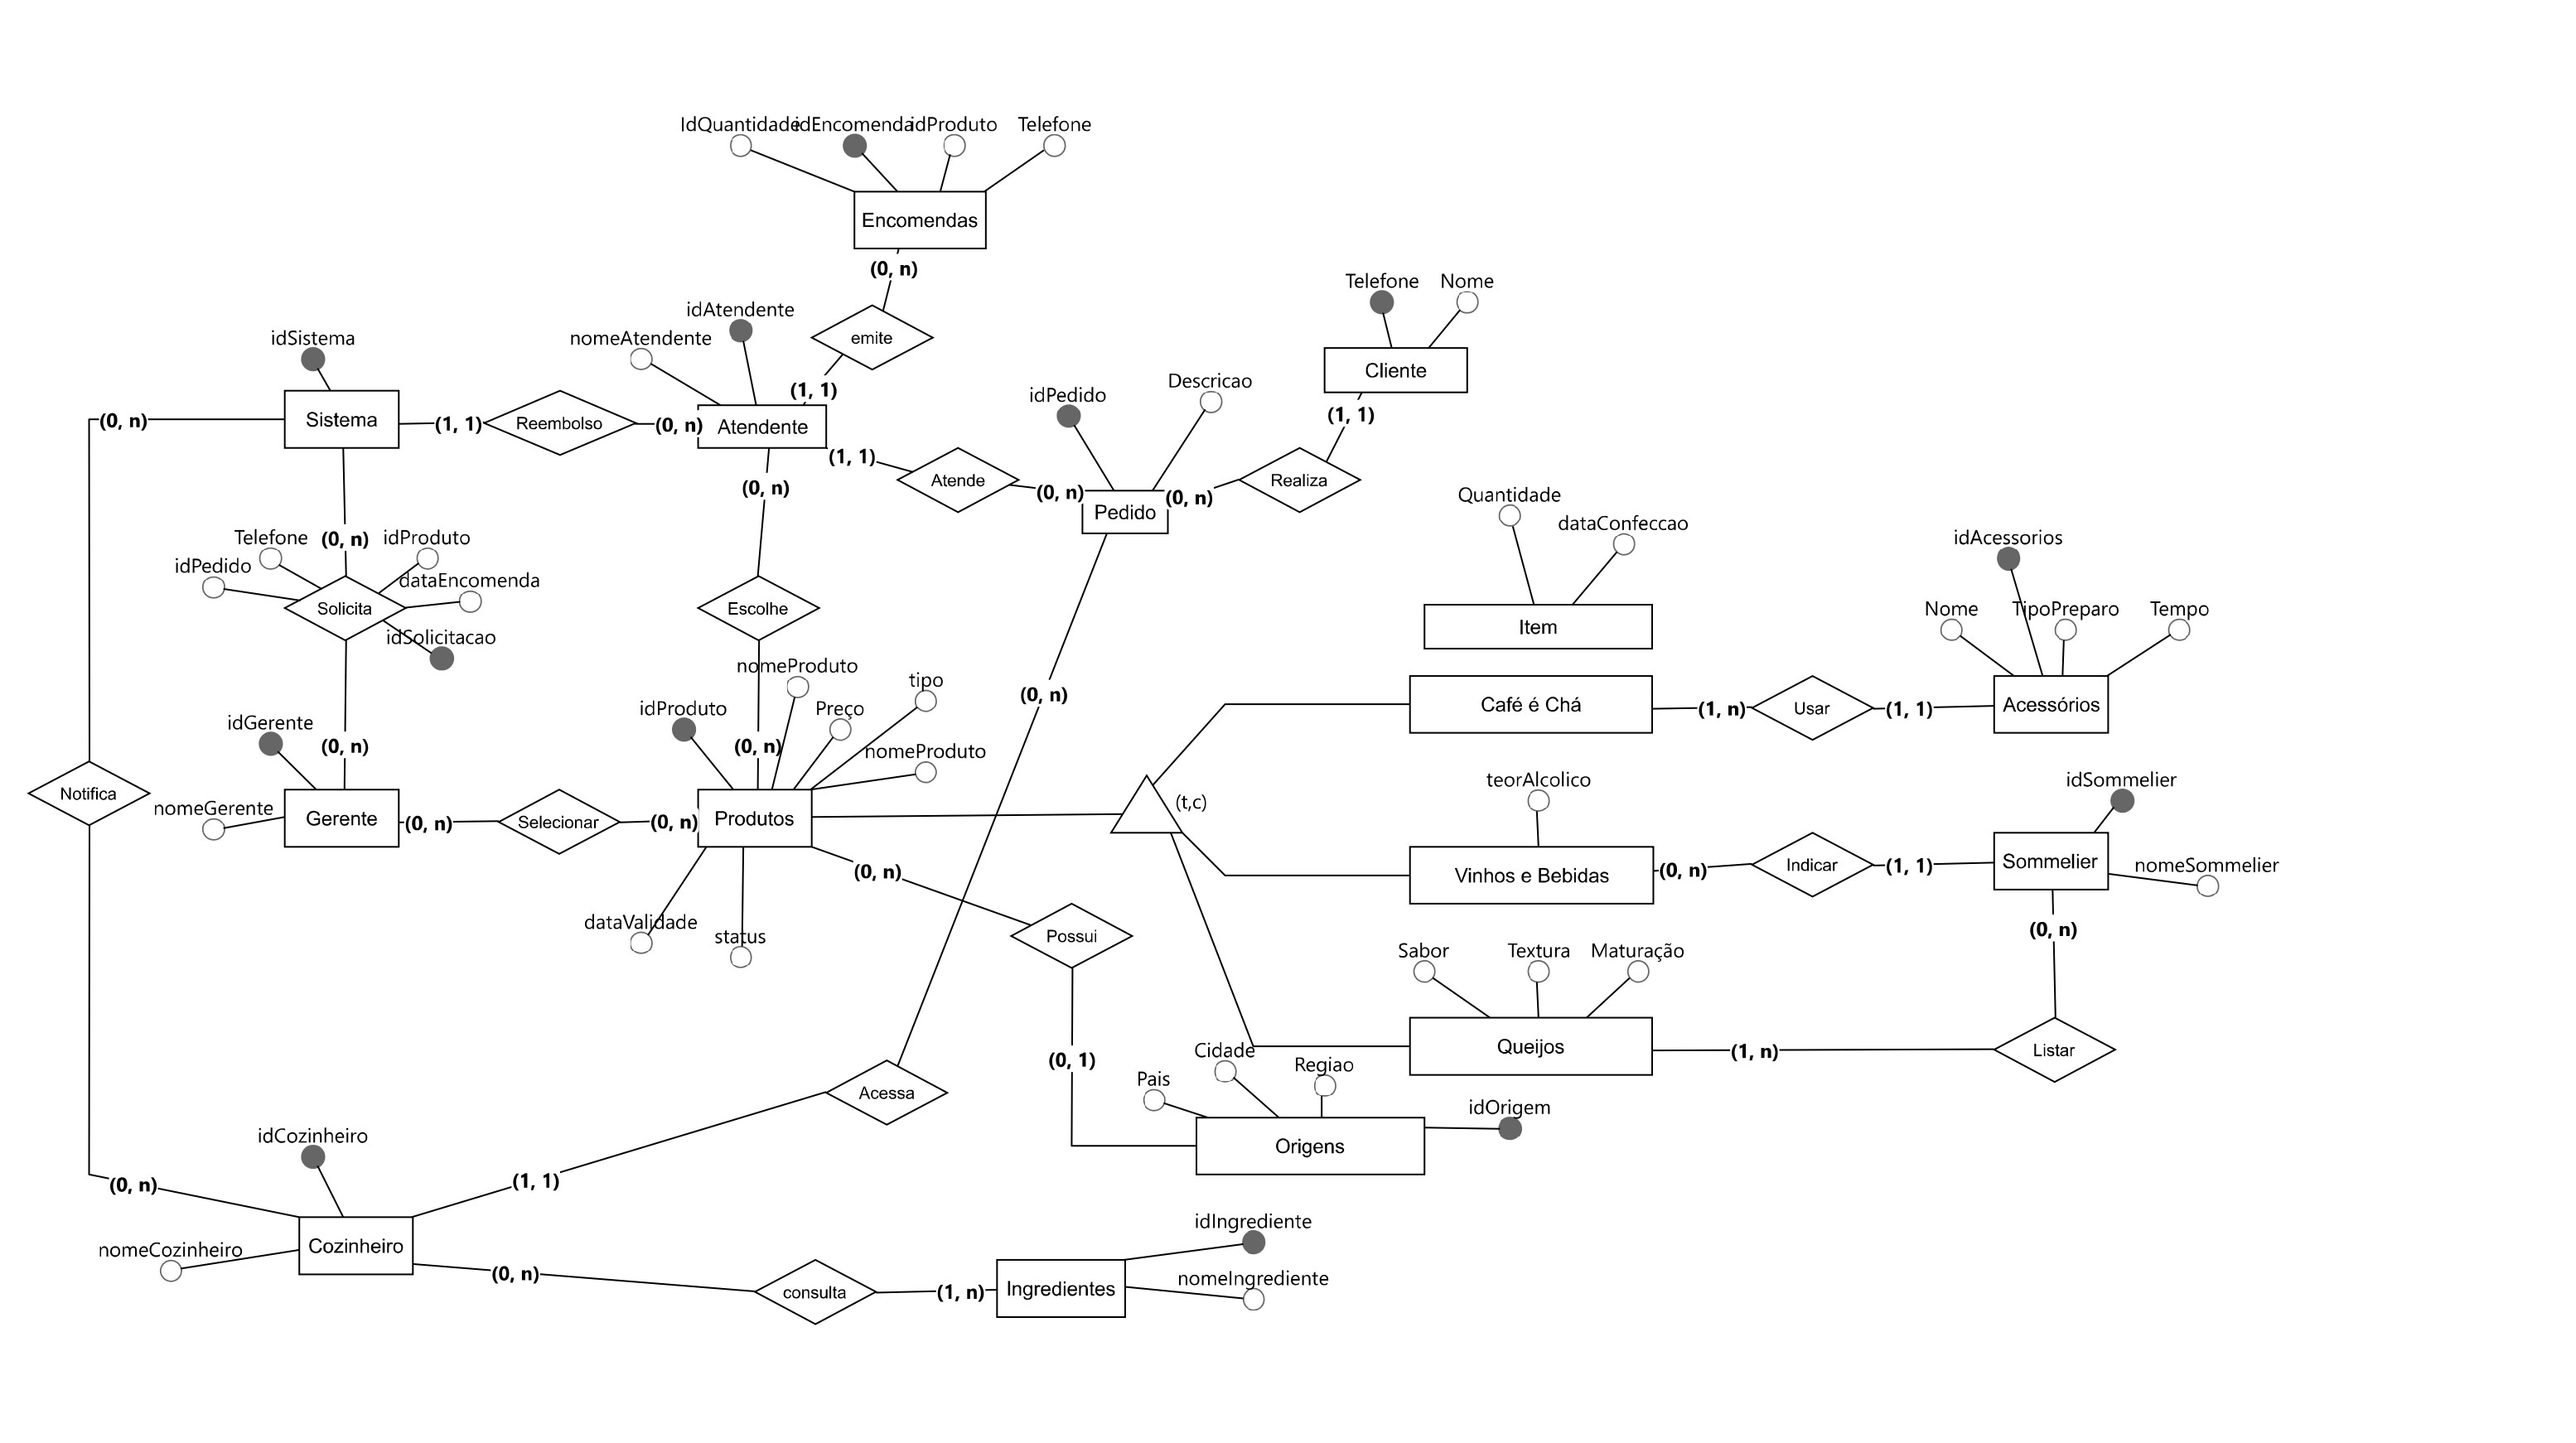 IdQuantidade
idEncomenda
idProduto
Telefone
Encomendas
(0, n)
emite
(1, 1)
idAtendente
nomeAtendente
Atendente
idSistema
Sistema
(0, n)
(1, 1)
Reembolso
(0, n)
(1, 1)
Atende
(0, n)
Telefone
Nome
Cliente
(1, 1)
Realiza
(0, n)
idPedido
Descricao
Pedido
(0, n)
Escolhe
(0, n)
(0, n)
Telefone
idProduto
idPedido
dataEncomenda
Solicita
idSolicitacao
(0, n)
idGerente
nomeGerente
Gerente
(0, n)
Selecionar
(0, n)
Notifica
idProduto
nomeProduto
Preço
tipo
nomeProduto
Produtos
dataValidade
status
(0, n)
(0, n)
Possui
(0, 1)
(t,c)
Quantidade
dataConfeccao
Item
Café é Chá
(1, n)
Usar
(1, 1)
idAcessorios
Nome
TipoPreparo
Tempo
Acessórios
teorAlcolico
Vinhos e Bebidas
(0, n)
Indicar
(1, 1)
idSommelier
Sommelier
nomeSommelier
(0, n)
Sabor
Textura
Maturação
Queijos
(1, n)
Listar
Cidade
Regiao
Pais
idOrigem
Origens
Acessa
(1, 1)
(0, n)
idCozinheiro
nomeCozinheiro
Cozinheiro
(0, n)
consulta
(1, n)
idIngrediente
Ingredientes
nomeIngrediente